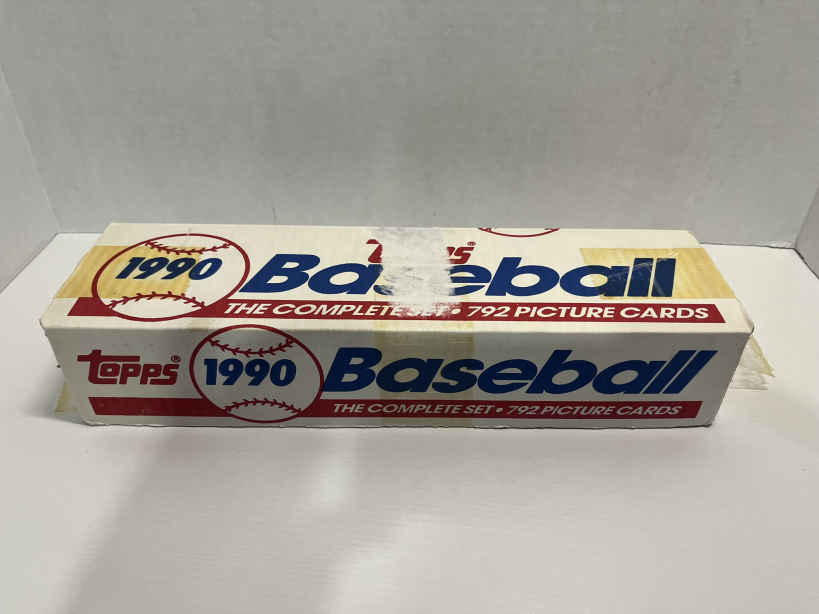 1990
Baseball
THE COMPLETE SET • 792 PICTURE CARDS
Topps®
1990
Baseball
THE COMPLETE SET • 792 PICTURE CARDS